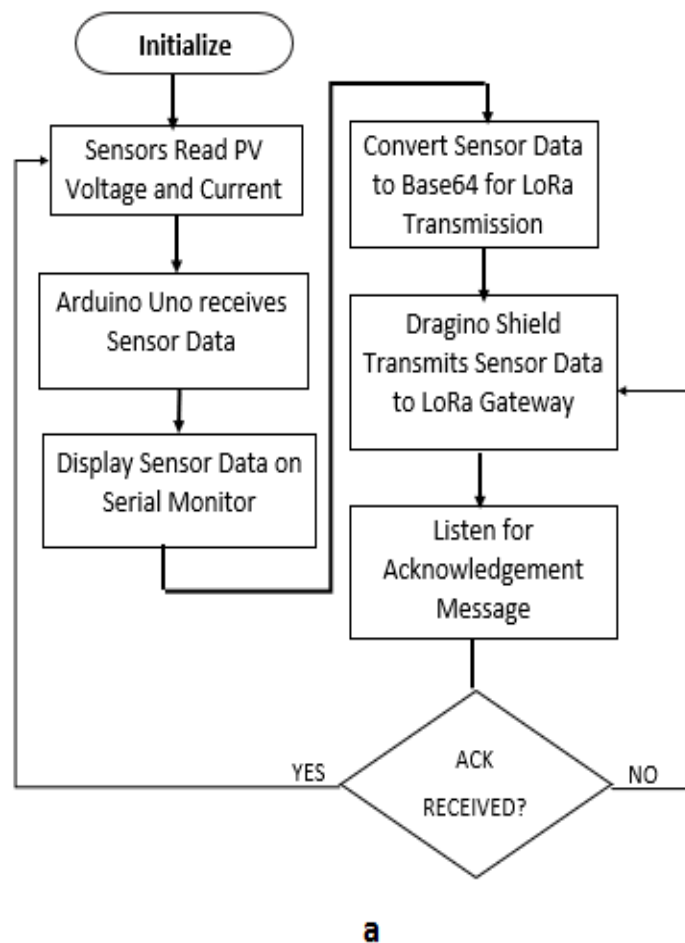 Initialize
Sensors Read PV
Voltage and Current
Arduino Uno receives
Sensor Data
Display Sensor Data on
Serial Monitor
Convert Sensor Data
to Base64 for LoRa
Transmission
Dragino Shield
Transmits Sensor Data
to LoRa Gateway
Listen for
Acknowledgement
Message
ACK
RECEIVED?
YES
NO
a